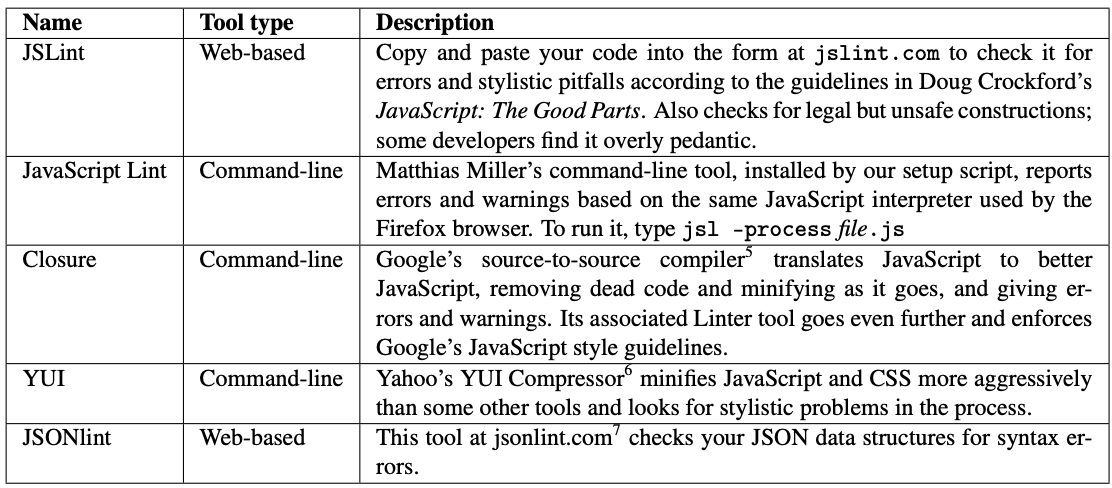 Name Tool type Description
JSLint Web-based Copy and paste your code into the form at jslint.com to check it for
errors and stylistic pitfalls according to the guidelines in Doug Crockford’s
JavaScript: The Good Parts. Also checks for legal but unsafe constructions;
some developers find it overly pedantic.
JavaScript Lint Command-line Matthias Miller’s command-line tool, installed by our setup script, reports
errors and warnings based on the same JavaScript interpreter used by the
Firefox browser. To run it, type jsl -process file.js
Closure Command-line Google’s source-to-source compiler5 translates JavaScript to better
JavaScript, removing dead code and minifying as it goes, and giving er-
rors and warnings. Its associated Linter tool goes even further and enforces
Google’s JavaScript style guidelines.
YUI Command-line Yahoo’s YUI Compressor6 minifies JavaScript and CSS more aggressively
than some other tools and looks for stylistic problems in the process.
JSONlint Web-based This tool at jsonlint.com7 checks your JSON data structures for syntax er-
rors.